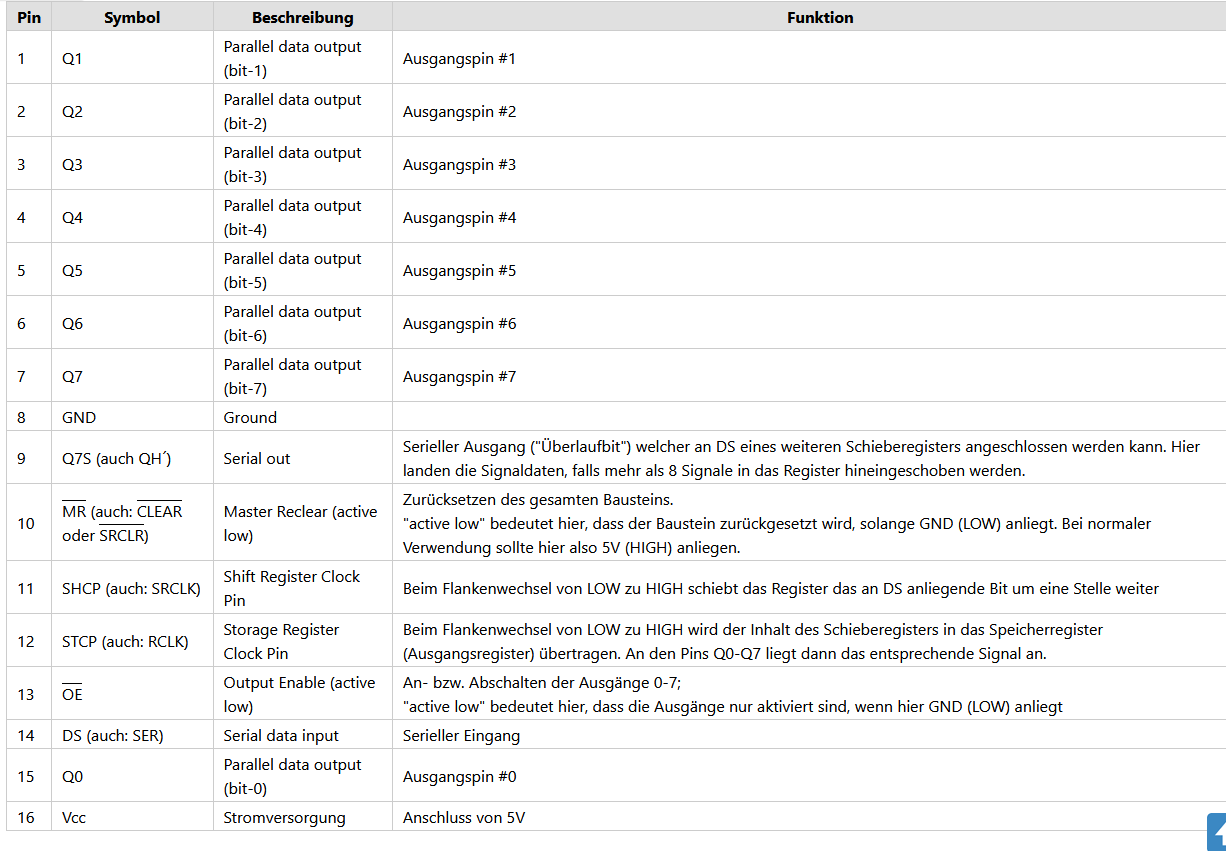 Pin Symbol Beschreibung Funktion
1 Q1 Parallel data output (bit-1) Ausgangspin #1
2 Q2 Parallel data output (bit-2) Ausgangspin #2
3 Q3 Parallel data output (bit-3) Ausgangspin #3
4 Q4 Parallel data output (bit-4) Ausgangspin #4
5 Q5 Parallel data output (bit-5) Ausgangspin #5
6 Q6 Parallel data output (bit-6) Ausgangspin #6
7 Q7 Parallel data output (bit-7) Ausgangspin #7
8 GND Ground
9 Q7S (auch QH´) Serial out
Serieller Ausgang ("Überlaufbit") welcher an DS eines weiteren Schieberegisters angeschlossen werden kann. Hier
landen die Signaldaten, falls mehr als 8 Signale in das Register hineingeschoben werden.
10
M̅R̅ (auch: C̅L̅E̅A̅R̅
oder S̅R̅C̅L̅R̅)
Master Reclear (active
low)
Zurücksetzen des gesamten Bausteins.
"active low" bedeutet hier, dass der Baustein zurückgesetzt wird, solange GND (LOW) anliegt. Bei normaler
Verwendung sollte hier also 5V (HIGH) anliegen.
11 SHCP (auch: SRCLK)
Shift Register Clock
Pin
Beim Flankenwechsel von LOW zu HIGH schiebt das Register das an DS anliegende Bit um eine Stelle weiter
12 STCP (auch: RCLK)
Storage Register
Clock Pin
Beim Flankenwechsel von LOW zu HIGH wird der Inhalt des Schieberegisters in das Speicherregister
(Ausgangsregister) übertragen. An den Pins Q0-Q7 liegt dann das entsprechende Signal an.
13 O̅E̅
Output Enable (active
low)
An- bzw. Abschalten der Ausgänge 0-7;
"active low" bedeutet hier, dass die Ausgänge nur aktiviert sind, wenn hier GND (LOW) anliegt
14 DS (auch: SER) Serial data input Serieller Eingang
15 Q0 Parallel data output (bit-0) Ausgangspin #0
16 Vcc Stromversorgung Anschluss von 5V